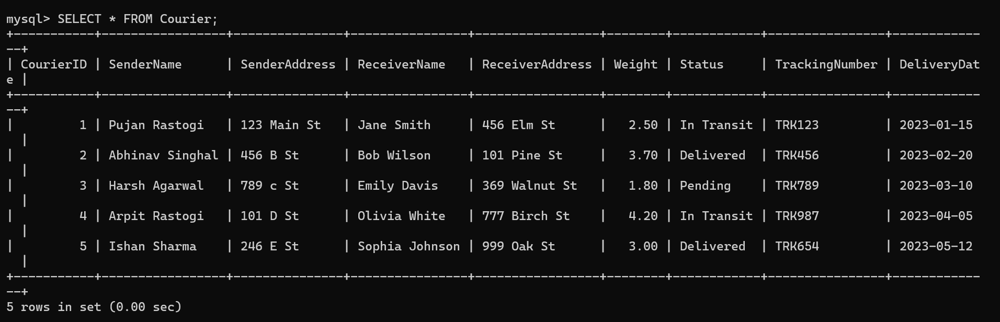 mysql> SELECT * FROM Courier;
+-----------+-----------------+---------------+----------------+-----------------+--------+------------+----------------+------------
--+
| CourierID | SenderName      | SenderAddress | ReceiverName   | ReceiverAddress | Weight | Status     | TrackingNumber | DeliveryDat
e |
+-----------+-----------------+---------------+----------------+-----------------+--------+------------+----------------+------------
--+
|         1 | Pujan Rastogi   | 123 Main St   | Jane Smith     | 456 Elm St      |   2.50 | In Transit | TRK123         | 2023-01-15
  |
|         2 | Abhinav Singhal | 456 B St      | Bob Wilson     | 101 Pine St     |   3.70 | Delivered  | TRK456         | 2023-02-20
  |
|         3 | Harsh Agarwal   | 789 c St      | Emily Davis    | 369 Walnut St   |   1.80 | Pending    | TRK789         | 2023-03-10
  |
|         4 | Arpit Rastogi   | 101 D St      | Olivia White   | 777 Birch St    |   4.20 | In Transit | TRK987         | 2023-04-05
  |
|         5 | Ishan Sharma    | 246 E St      | Sophia Johnson | 999 Oak St      |   3.00 | Delivered  | TRK654         | 2023-05-12
  |
+-----------+-----------------+---------------+----------------+-----------------+--------+------------+----------------+------------
--+
5 rows in set (0.00 sec)